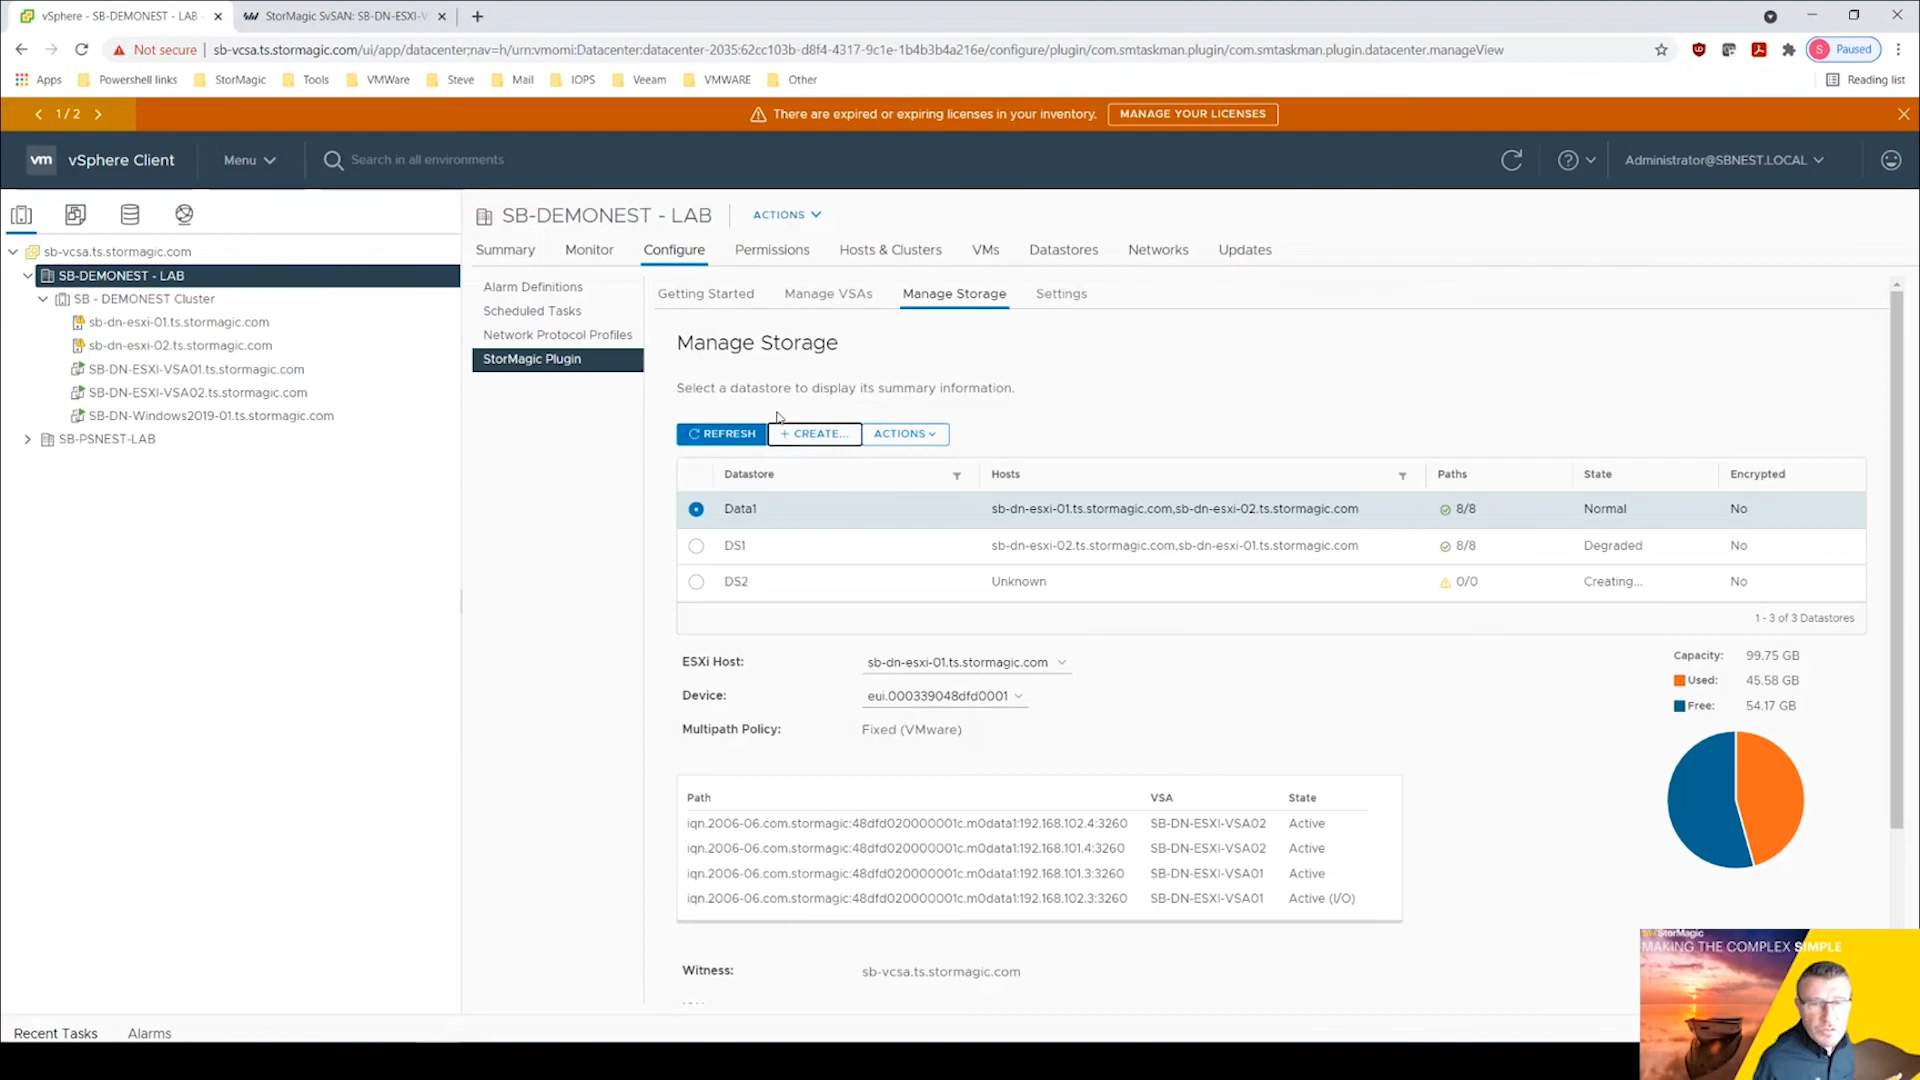 vSphere - SB-DEMONEST - LAB
StorMagic SvSAN: SB-DN-ESXI-V
Not secure
sb-vcsa.ts.stormagic.com/ui/app/datacenter;nav=h/urn:vmomi:Datacenter:datacenter-2035:62cc103b-d8f4-4317-9c1e-1b4b3b4a216e/configure/plugin/com.smtaskman.plugin/com.smtaskman.plugin.datacenter.manageView
S Paused
Apps
Powershell links
StorMagic
Tools
VMWare
Steve
Mail
IOPS
Veeam
VMWARE
Other
Reading list
1 / 2
There are expired or expiring licenses in your inventory.
MANAGE YOUR LICENSES
vm vSphere Client
Menu
Search in all environments
Administrator@SBNEST.LOCAL
sb-vcsa.ts.stormagic.com
SB-DEMONEST - LAB
SB - DEMONEST Cluster
sb-dn-esxi-01.ts.stormagic.com
sb-dn-esxi-02.ts.stormagic.com
SB-DN-ESXI-VSA01.ts.stormagic.com
SB-DN-ESXI-VSA02.ts.stormagic.com
SB-DN-Windows2019-01.ts.stormagic.com
SB-PSNEST-LAB
SB-DEMONEST - LAB
ACTIONS
Summary
Monitor
Configure
Permissions
Hosts & Clusters
VMs
Datastores
Networks
Updates
Alarm Definitions
Scheduled Tasks
Network Protocol Profiles
StorMagic Plugin
Getting Started
Manage VSAs
Manage Storage
Settings
Manage Storage
Select a datastore to display its summary information.
REFRESH
+ CREATE...
ACTIONS
Datastore Hosts Paths State Encrypted
Data1 sb-dn-esxi-01.ts.stormagic.com,sb-dn-esxi-02.ts.stormagic.com 8/8 Normal No
DS1 sb-dn-esxi-02.ts.stormagic.com,sb-dn-esxi-01.ts.stormagic.com 8/8 Degraded No
DS2 Unknown 0/0 Creating... No
1 - 3 of 3 Datastores
ESXi Host: sb-dn-esxi-01.ts.stormagic.com
Device: eui.000339048dfd0001
Multipath Policy: Fixed (VMware)
Capacity: 99.75 GB
Used: 45.58 GB
Free: 54.17 GB
Path VSA State
iqn.2006-06.com.stormagic:48dfd020000001c.m0data1:192.168.102.4:3260 SB-DN-ESXI-VSA02 Active
iqn.2006-06.com.stormagic:48dfd020000001c.m0data1:192.168.101.4:3260 SB-DN-ESXI-VSA02 Active
iqn.2006-06.com.stormagic:48dfd020000001c.m0data1:192.168.101.3:3260 SB-DN-ESXI-VSA01 Active
iqn.2006-06.com.stormagic:48dfd020000001c.m0data1:192.168.102.3:3260 SB-DN-ESXI-VSA01 Active (I/O)
Witness: sb-vcsa.ts.stormagic.com
Recent Tasks
Alarms
StorMagic
MAKING THE COMPLEX SIMPLE